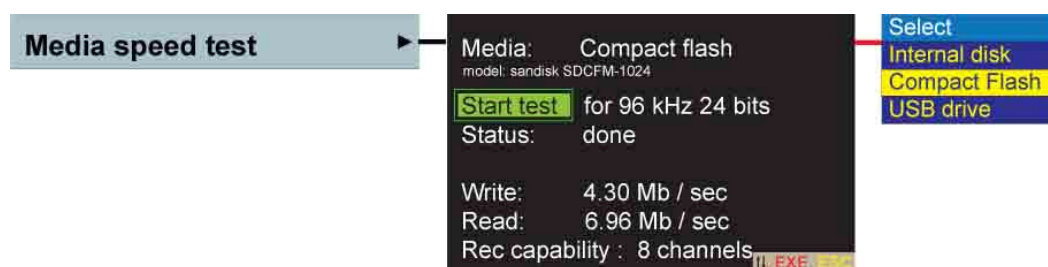 Media speed test
Media: Compact flash
model: sandisk SDCFM-1024
Start test for 96 kHz 24 bits
Status: done
Write: 4.30 Mb / sec
Read: 6.96 Mb / sec
Rec capability : 8 channels
↑↓ EXE ESC
Select
Internal disk
Compact Flash
USB drive